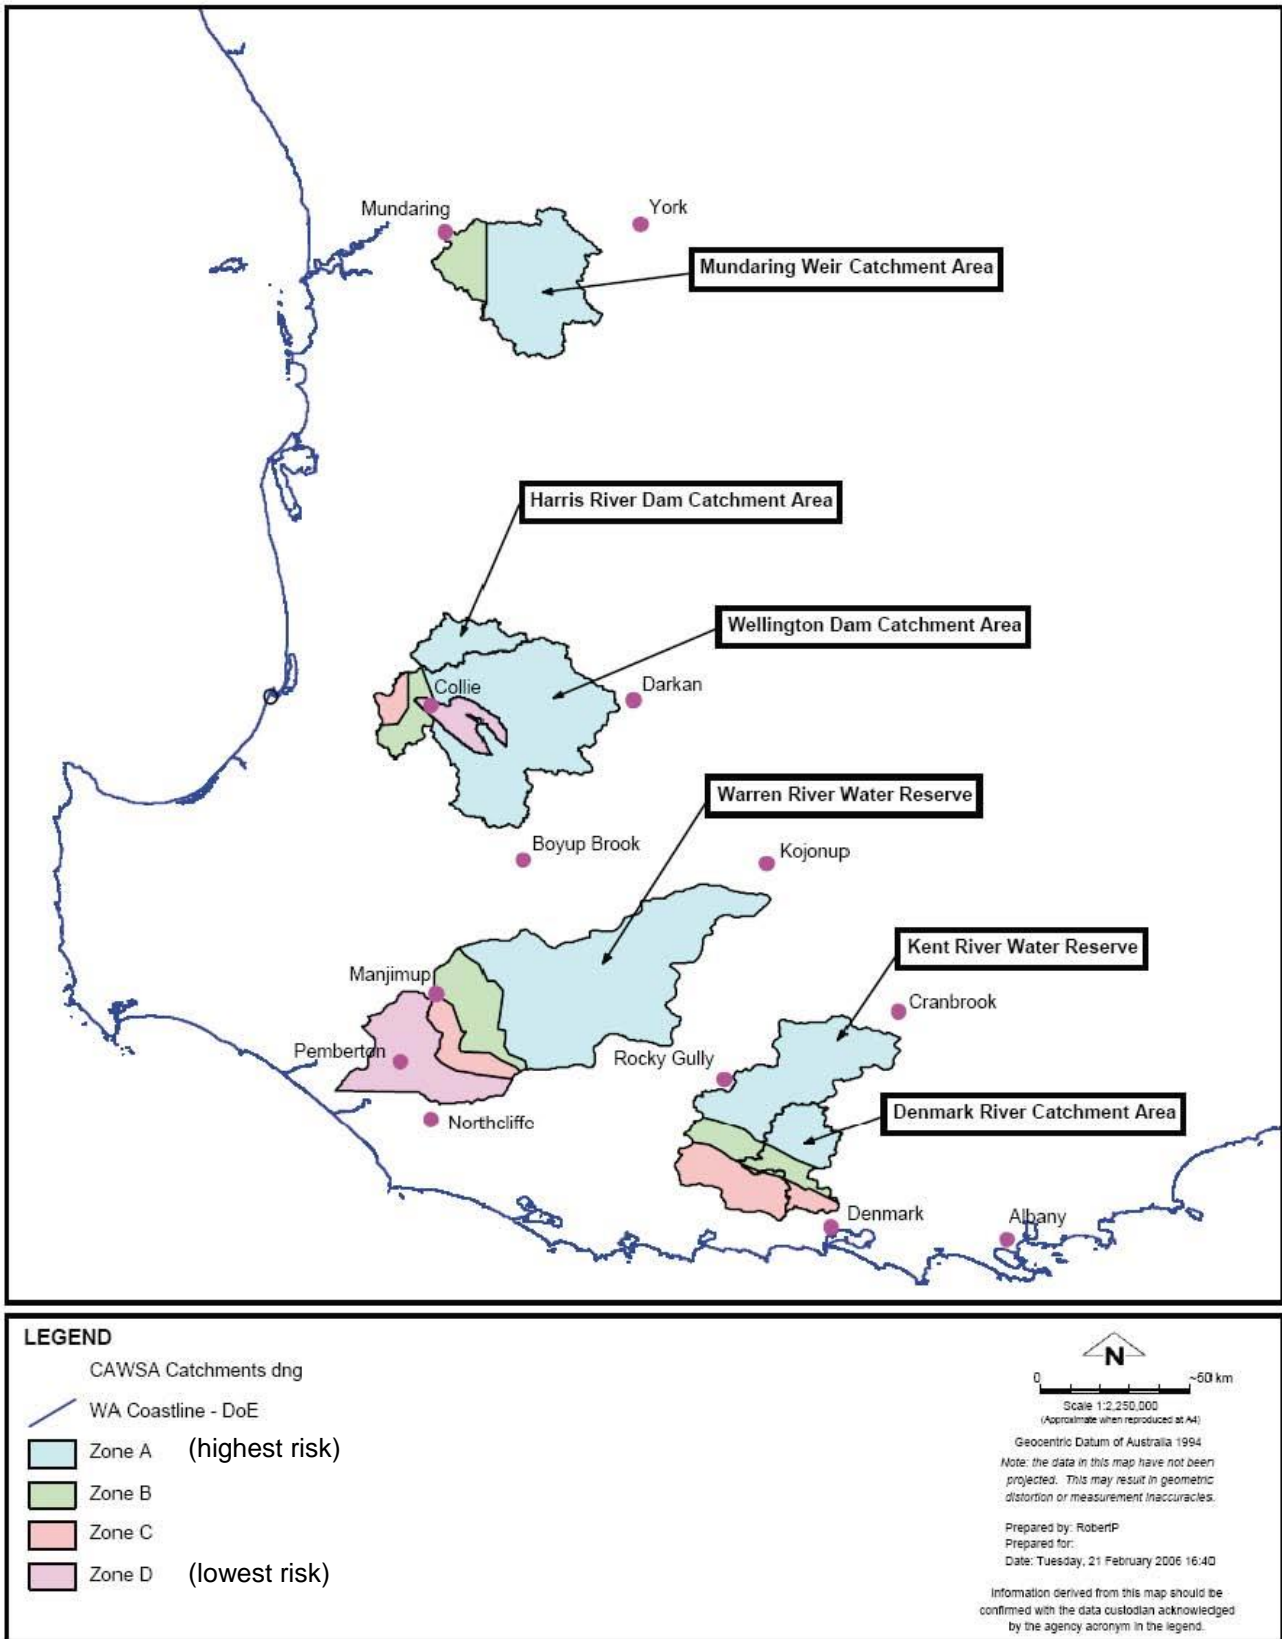 Mundaring
York
Mundaring Weir Catchment Area
Harris River Dam Catchment Area
Wellington Dam Catchment Area
Collie
Darkan
Warren River Water Reserve
Boyup Brook
Kojonup
Kent River Water Reserve
Manjimup
Cranbrook
Pemberton
Rocky Gully
Denmark River Catchment Area
Northcliffe
Denmark
Albany
LEGEND
CAWSA Catchments dng
WA Coastline - DoE
Zone A (highest risk)
Zone B
Zone C
Zone D (lowest risk)
N
0 ~50 km
Scale 1:2,250,000
(Approximate when reproduced at A4)
Geocentric Datum of Australia 1994
Note: the data in this map have not been
projected. This may result in geometric
distortion or measurement inaccuracies.
Prepared by: RobertP
Prepared for:
Date: Tuesday, 21 February 2006 16:40
Information derived from this map should be
confirmed with the data custodian acknowledged
by the agency acronym in the legend.